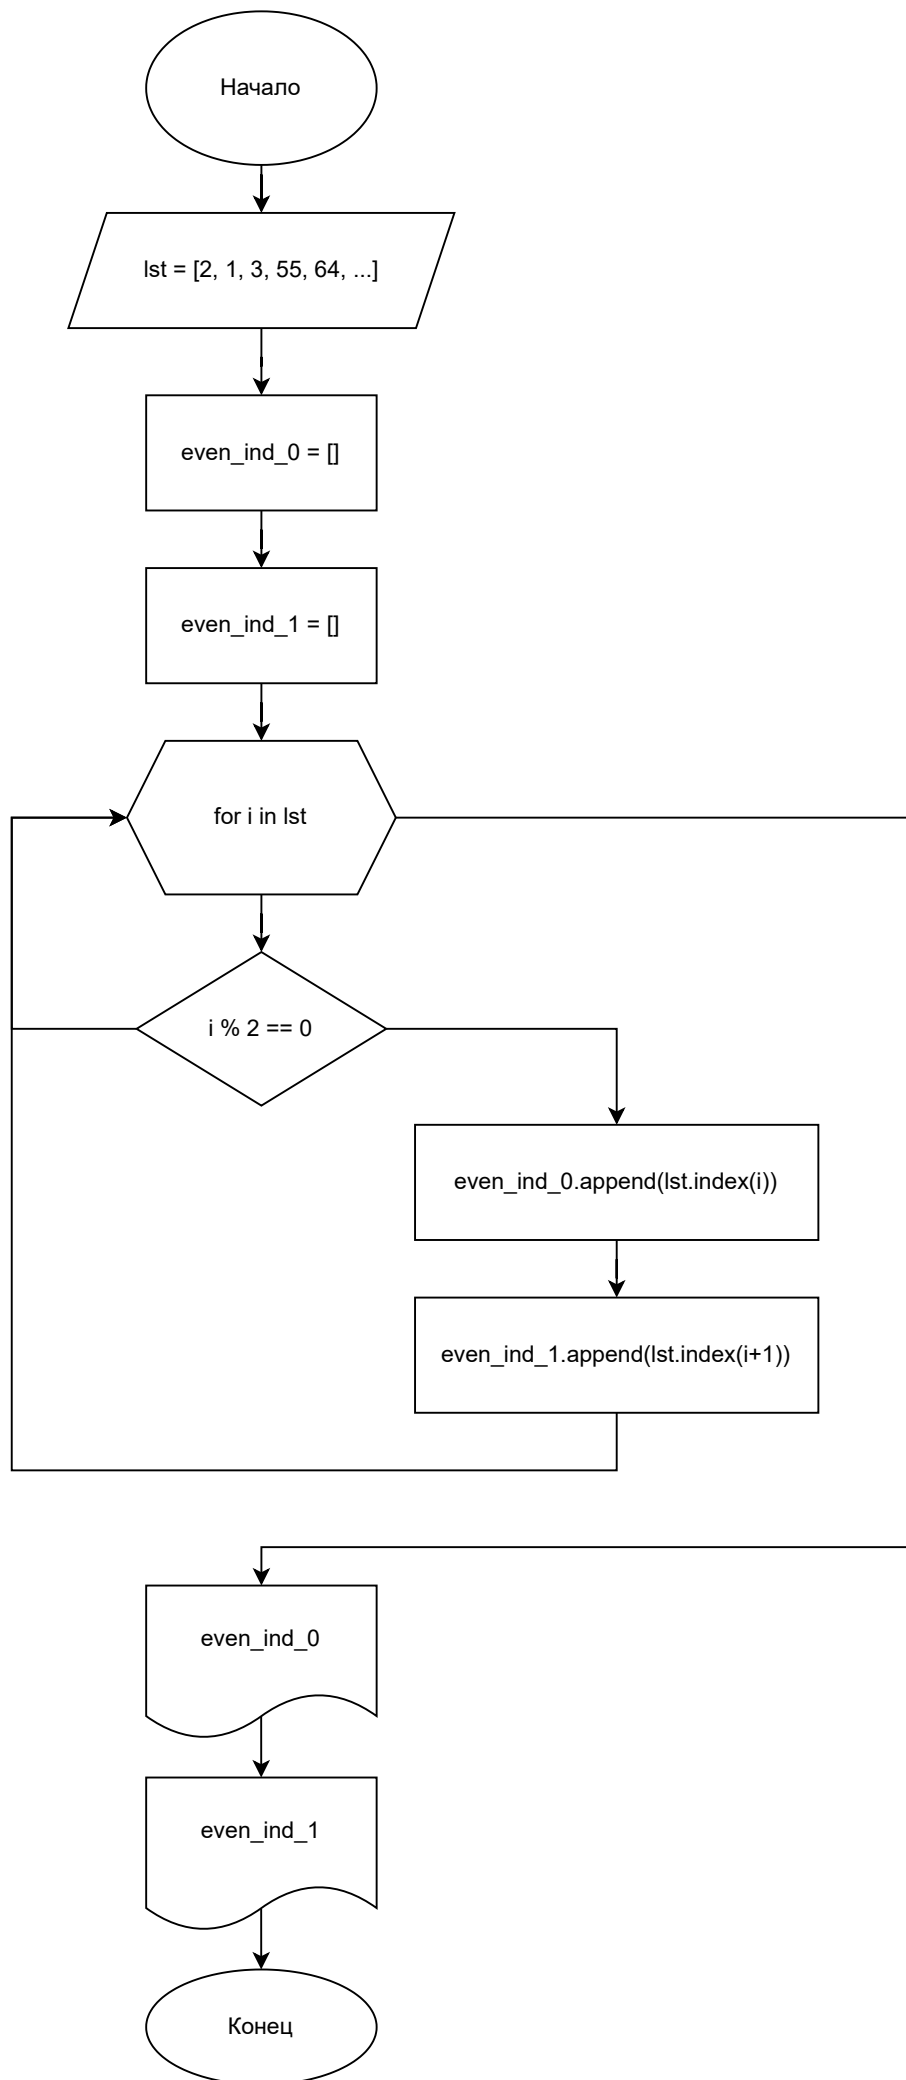 Начало
lst = [2, 1, 3, 55, 64, ...]
even_ind_0 = []
even_ind_1 = []
for i in lst
i % 2 == 0
even_ind_0.append(lst.index(i))
even_ind_1.append(lst.index(i+1))
even_ind_0
even_ind_1
Конец